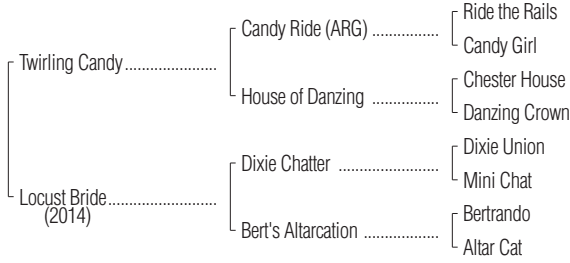 Ride the Rails
Candy Ride (ARG) ................
Candy Girl
Twirling Candy ......................
Chester House
House of Danzing ................
Danzing Crown
Dixie Union
Dixie Chatter ........................
Mini Chat
Locust Bride..........................
(2014)
Bertrando
Bert's Altarcation ..................
Altar Cat